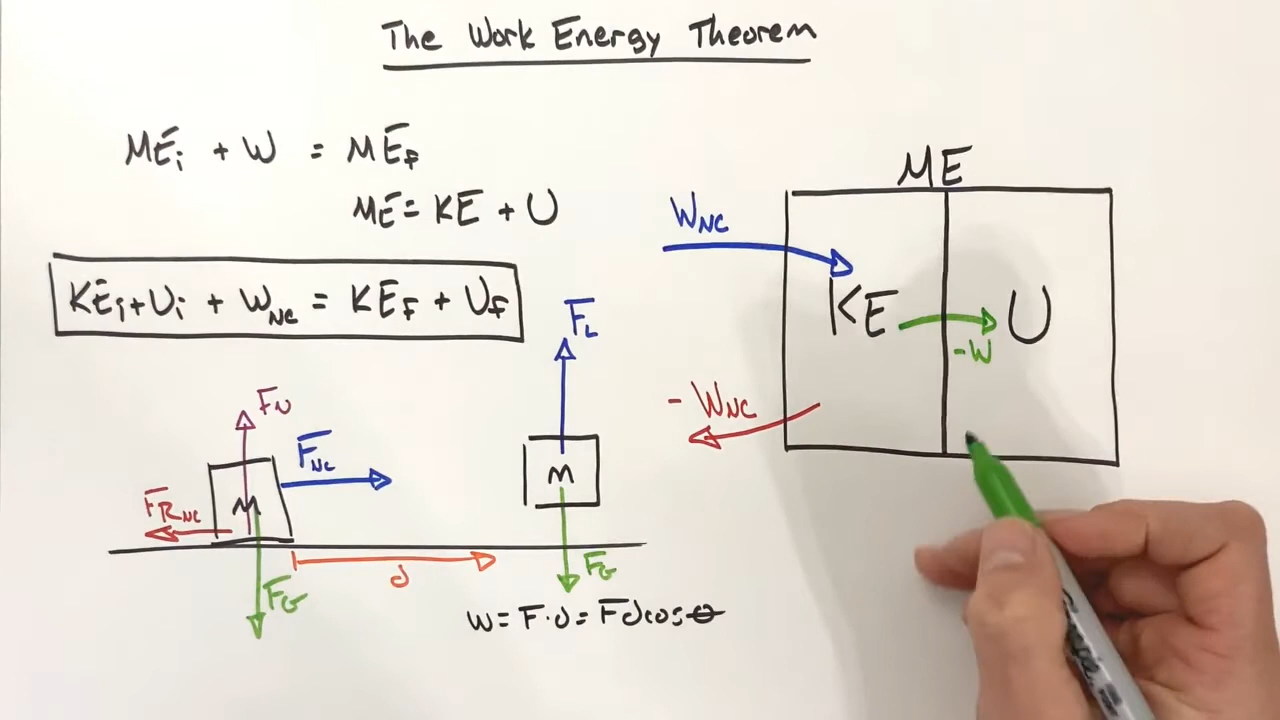 The Work Energy Theorem
MEi + W = MEf
ME = KE + U
KEi + Ui + WNC = KEf + Uf
FN
FNC
FRNC
M
FG
d
FL
M
FG
W = F·d = Fdcosθ
ME
WNC
KE
U
-W
- WNC